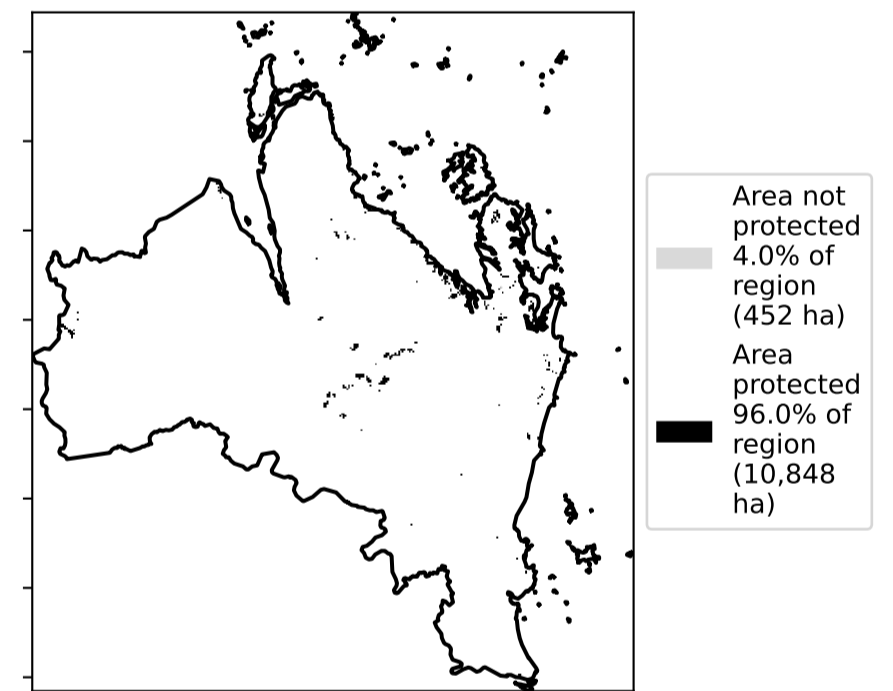 Area not
protected
4.0% of
region
(452 ha)
Area
protected
96.0% of
region
(10,848
ha)